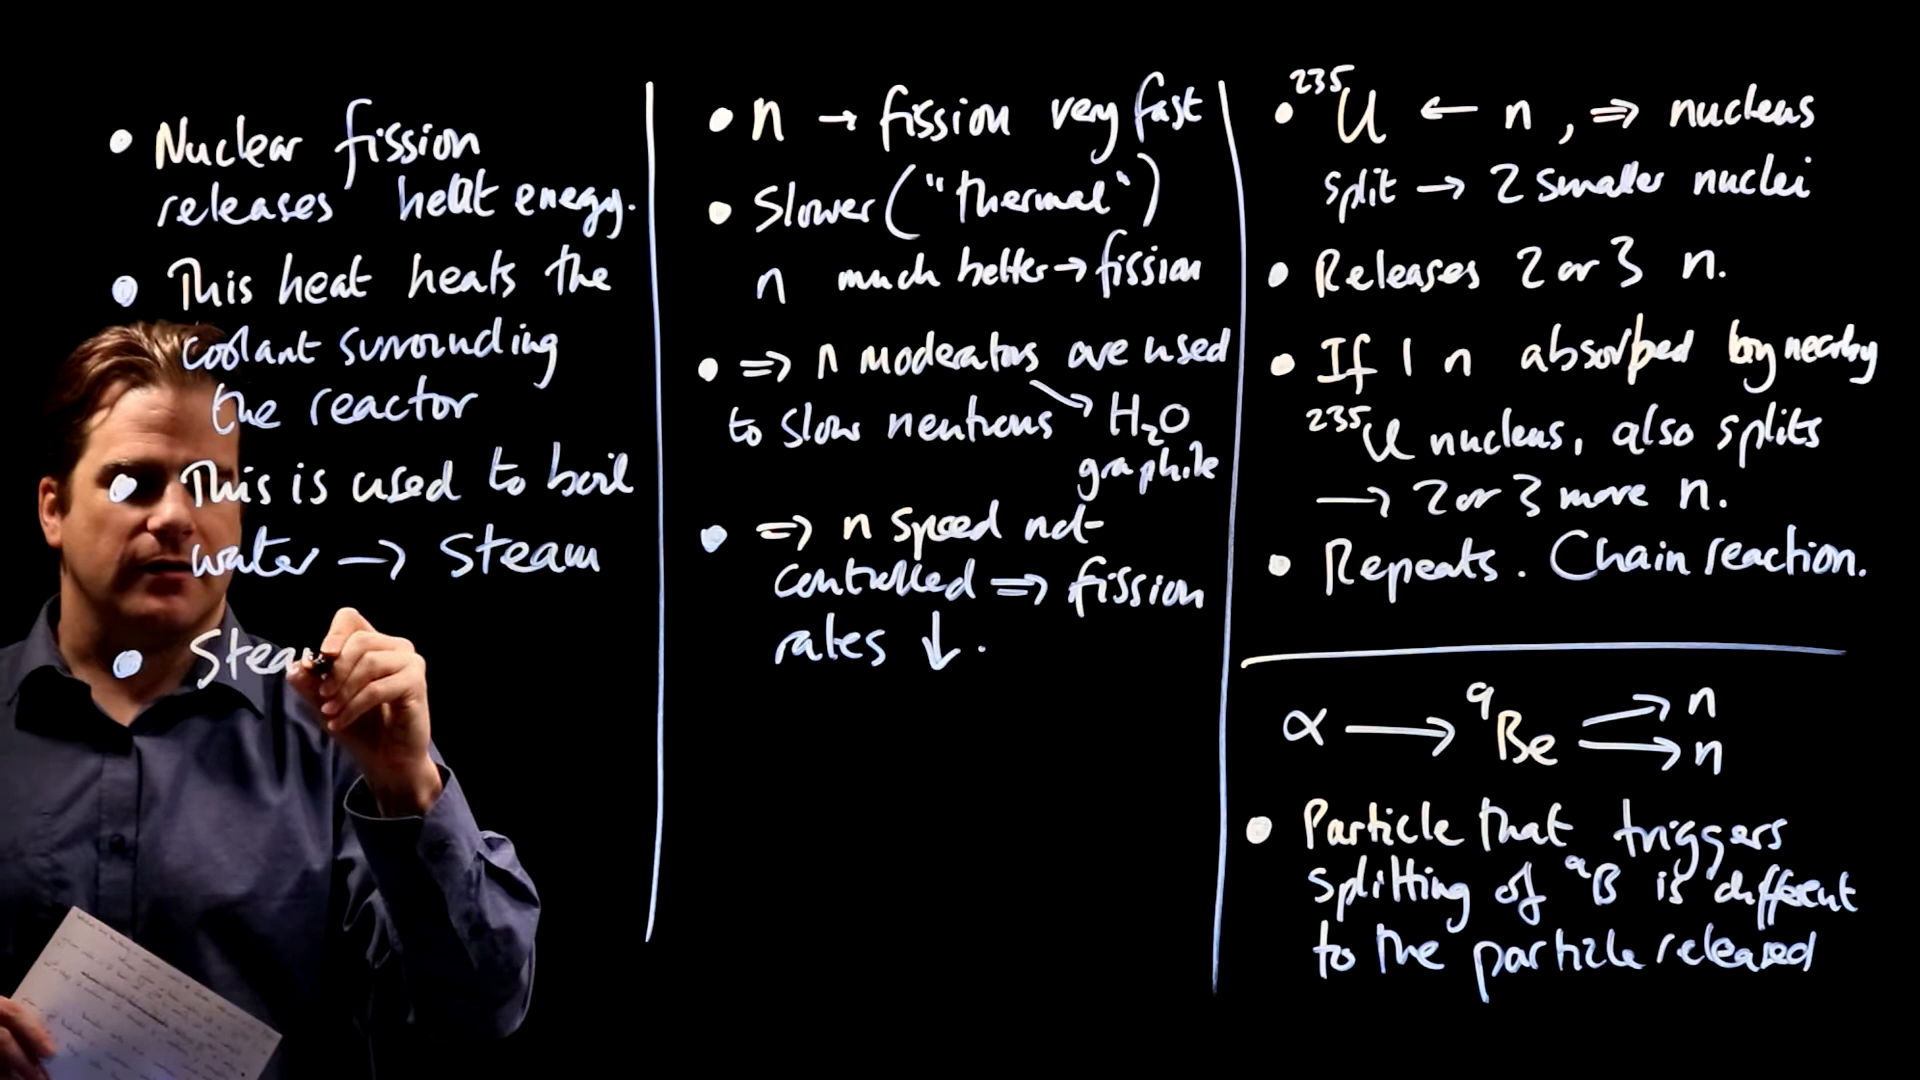 • Nuclear fission
releases heat energy.
• This heat heats the
coolant surrounding
the reactor
• This is used to boil
water → Steam
• Steam
• n → fission very fast
• Slower ("thermal")
n much better → fission
• ⇒ n moderators are used
to slow neutrons → H₂O
graphite
• ⇒ n speed not
controlled ⇒ fission
rates ↓.
• ²³⁵U ← n, ⇒ nucleus
split → 2 smaller nuclei
• Releases 2 or 3 n.
• If 1 n absorbed by nearby
²³⁵U nucleus, also splits
→ 2 or 3 more n.
• Repeats. Chain reaction.
α → ⁹Be → n
→ n
• Particle that triggers
splitting of ⁹B is different
to the particle released